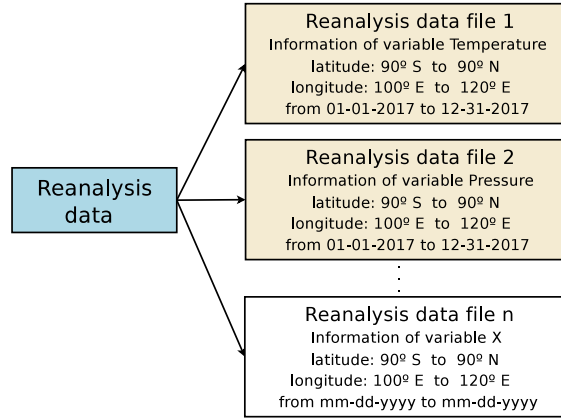 Reanalysis data file 1
Information of variable Temperature
latitude: 90º S to 90º N
longitude: 100º E to 120º E
from 01-01-2017 to 12-31-2017
Reanalysis
data
Reanalysis data file 2
Information of variable Pressure
latitude: 90º S to 90º N
longitude: 100º E to 120º E
from 01-01-2017 to 12-31-2017
Reanalysis data file n
Information of variable X
latitude: 90º S to 90º N
longitude: 100º E to 120º E
from mm-dd-yyyy to mm-dd-yyyy